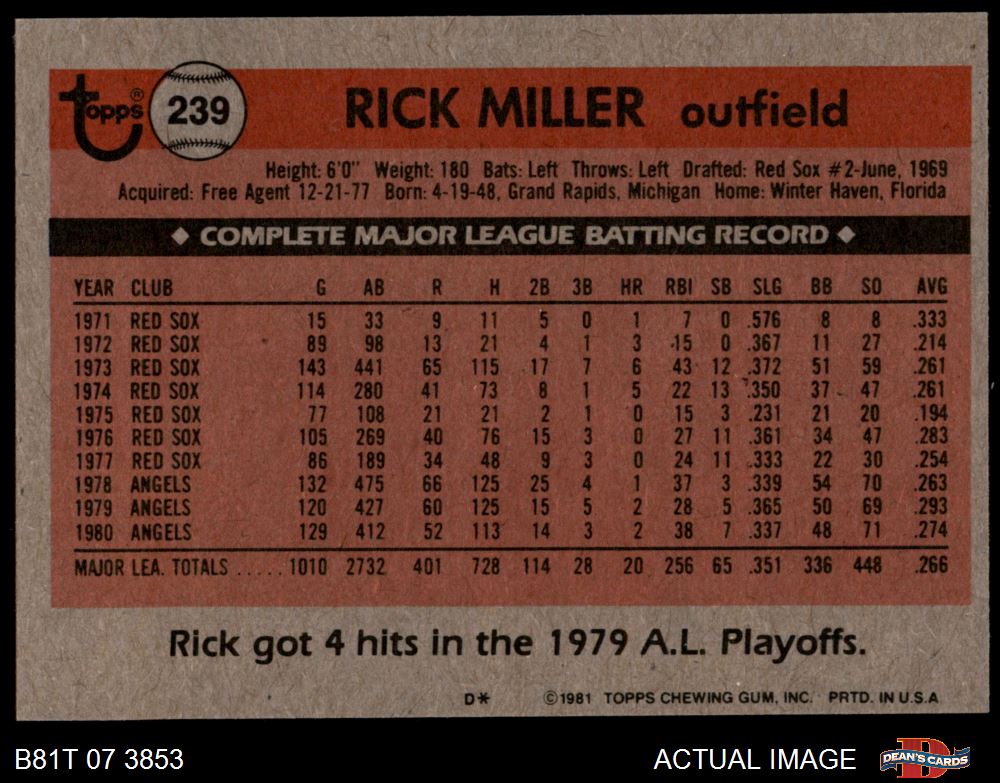 Topps® 239 RICK MILLER outfield
Height: 6'0" Weight: 180 Bats: Left Throws: Left Drafted: Red Sox #2-June, 1969
Acquired: Free Agent 12-21-77 Born: 4-19-48, Grand Rapids, Michigan Home: Winter Haven, Florida
◆ COMPLETE MAJOR LEAGUE BATTING RECORD ◆
YEAR CLUB G AB R H 2B 3B HR RBI SB SLG BB SO AVG
1971 RED SOX 15 33 9 11 5 0 1 7 0 .576 8 8 .333
1972 RED SOX 89 98 13 21 4 1 3 15 0 .367 11 27 .214
1973 RED SOX 143 441 65 115 17 7 6 43 12 .372 51 59 .261
1974 RED SOX 114 280 41 73 8 1 5 22 13 .350 37 47 .261
1975 RED SOX 77 108 21 21 2 1 0 15 3 .231 21 20 .194
1976 RED SOX 105 269 40 76 15 3 0 27 11 .361 34 47 .283
1977 RED SOX 86 189 34 48 9 3 0 24 11 .333 22 30 .254
1978 ANGELS 132 475 66 125 25 4 1 37 3 .339 54 70 .263
1979 ANGELS 120 427 60 125 15 5 2 28 5 .365 50 69 .293
1980 ANGELS 129 412 52 113 14 3 2 38 7 .337 48 71 .274
MAJOR LEA. TOTALS ..... 1010 2732 401 728 114 28 20 256 65 .351 336 448 .266
Rick got 4 hits in the 1979 A.L. Playoffs.
D* ©1981 TOPPS CHEWING GUM, INC. PRTD. IN U.S.A
B81T 07 3853 ACTUAL IMAGE DEAN'S CARDS